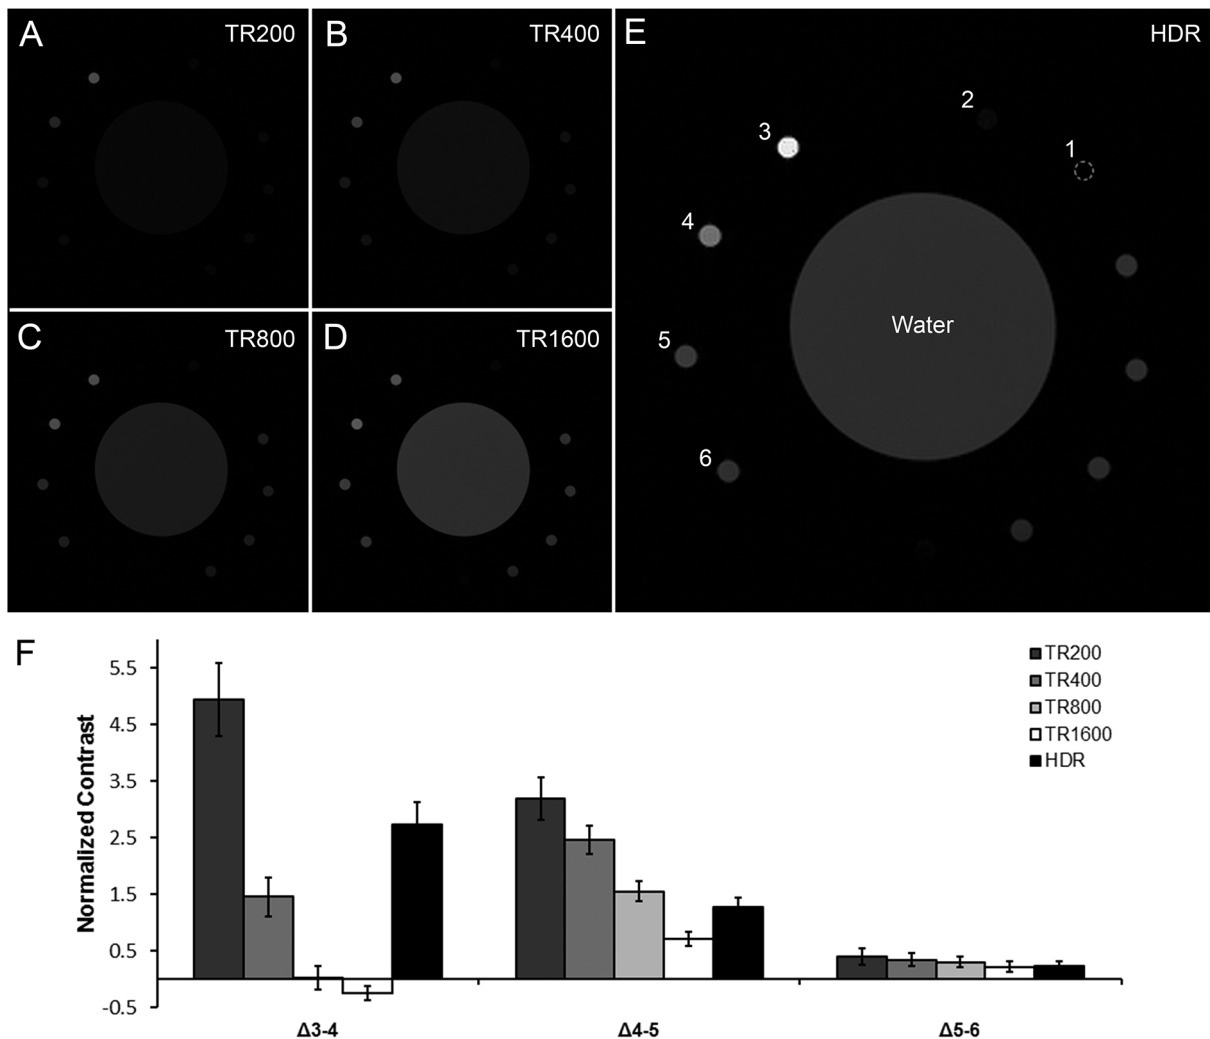 A
TR200
B
TR400
E
HDR
2
3
1
4
Water
5
6
C
TR800
D
TR1600
F
5.5
4.5
3.5
2.5
1.5
0.5
-0.5
Normalized Contrast
TR200
TR400
TR800
TR1600
HDR
Δ3-4
Δ4-5
Δ5-6